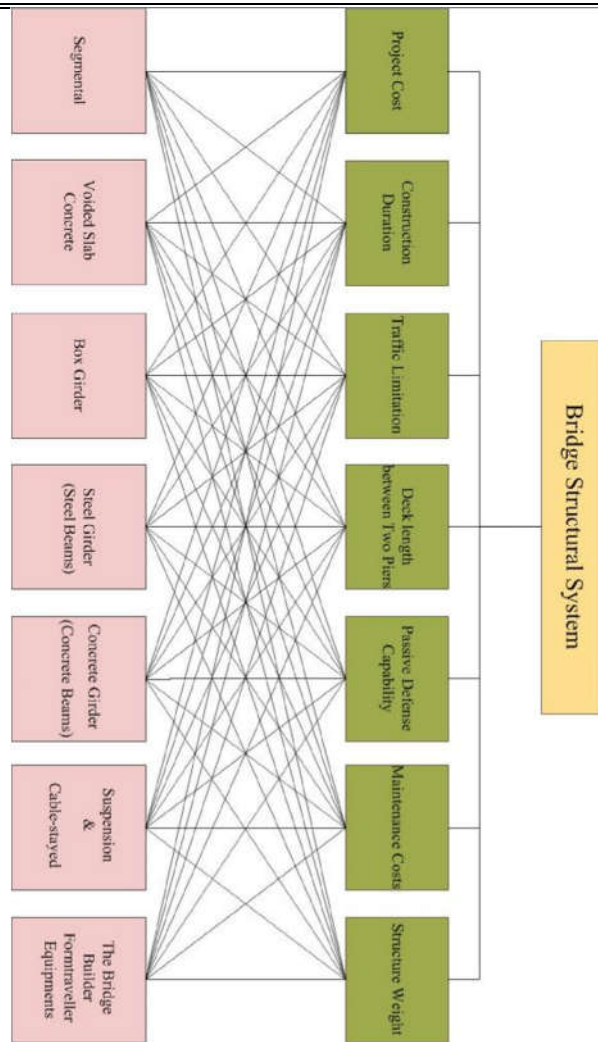 Bridge Structural System
Project Cost
Construction
Duration
Traffic Limitation
Deck length
between Two Piers
Passive Defense
Capability
Maintenance Costs
Structure Weight
Segmental
Voided Slab
Concrete
Box Girder
Steel Girder
(Steel Beams)
Concrete Girder
(Concrete Beams)
Suspension
&
Cable-stayed
The Bridge
Builder
Formtraveller
Equipments